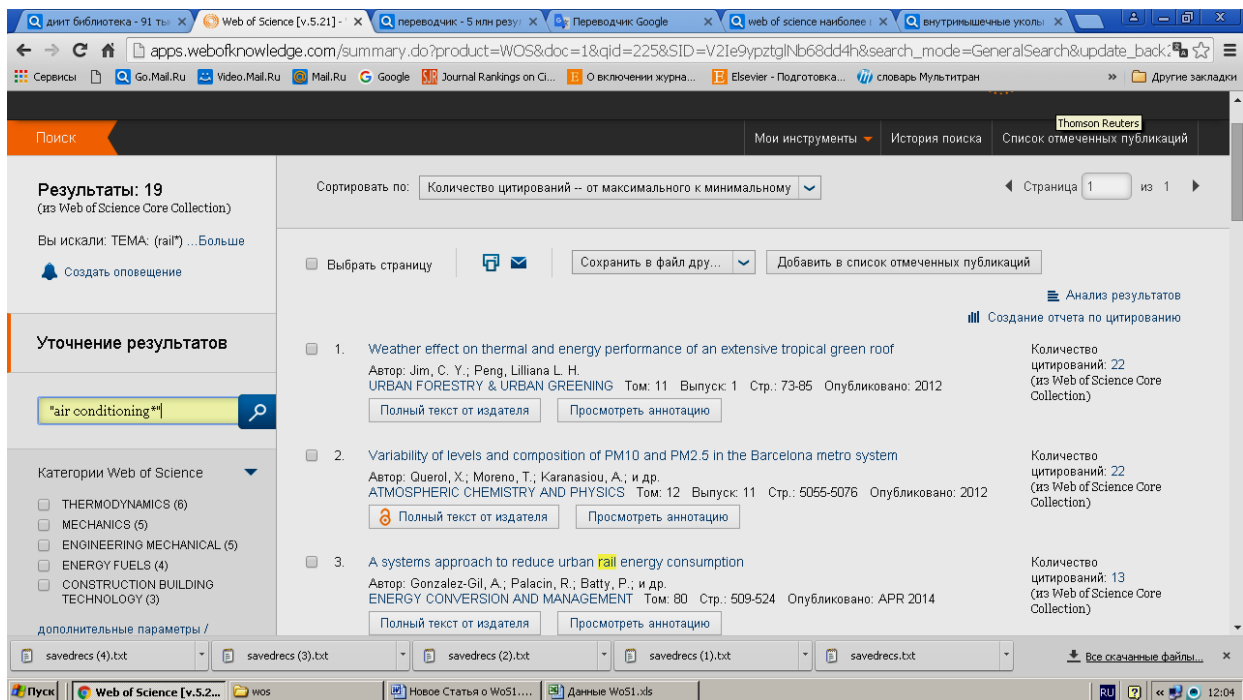 диит библиотека - 91 ты
Web of Science [v.5.21] - "
переводчик - 5 млн резул
Переводчик Google
web of science наиболее
внутримышечные уколы
apps.webofknowledge.com/summary.do?product=WOS&doc=1&qid=225&SID=V2Ie9ypztglNb68dd4h&search_mode=GeneralSearch&update_back2
Сервисы
Go.Mail.Ru
Video.Mail.Ru
Mail.Ru
Google
Journal Rankings on Ci...
О включении журна...
Elsevier - Подготовка...
словарь Мультитран
»
Другие закладки
Thomson Reuters
Поиск
Мои инструменты
История поиска
Список отмеченных публикаций
Результаты: 19
(из Web of Science Core Collection)
Вы искали: ТЕМА: (rail*) ...Больше
Создать оповещение
Сортировать по:
Количество цитирований -- от максимального к минимальному
Страница 1 из 1
Выбрать страницу
Сохранить в файл дру...
Добавить в список отмеченных публикаций
Анализ результатов
Создание отчета по цитированию
Уточнение результатов
"air conditioning*"
Категории Web of Science
THERMODYNAMICS (6)
MECHANICS (5)
ENGINEERING MECHANICAL (5)
ENERGY FUELS (4)
CONSTRUCTION BUILDING
TECHNOLOGY (3)
дополнительные параметры /
1. Weather effect on thermal and energy performance of an extensive tropical green roof
Автор: Jim, C. Y.; Peng, Lilliana L. H.
URBAN FORESTRY & URBAN GREENING Том: 11 Выпуск: 1 Стр.: 73-85 Опубликовано: 2012
Полный текст от издателя
Просмотреть аннотацию
Количество
цитирований: 22
(из Web of Science Core
Collection)
2. Variability of levels and composition of PM10 and PM2.5 in the Barcelona metro system
Автор: Querol, X.; Moreno, T.; Karanasiou, A.; и др.
ATMOSPHERIC CHEMISTRY AND PHYSICS Том: 12 Выпуск: 11 Стр.: 5055-5076 Опубликовано: 2012
Полный текст от издателя
Просмотреть аннотацию
Количество
цитирований: 22
(из Web of Science Core
Collection)
3. A systems approach to reduce urban rail energy consumption
Автор: Gonzalez-Gil, A.; Palacin, R.; Batty, P.; и др.
ENERGY CONVERSION AND MANAGEMENT Том: 80 Стр.: 509-524 Опубликовано: APR 2014
Полный текст от издателя
Просмотреть аннотацию
Количество
цитирований: 13
(из Web of Science Core
Collection)
savedrecs (4).txt
savedrecs (3).txt
savedrecs (2).txt
savedrecs (1).txt
savedrecs.txt
Все скачанные файлы...
Пуск
Web of Science [v.5.2...
wos
Новое Статья о WoS1....
Данные WoS1.xls
RU
12:04